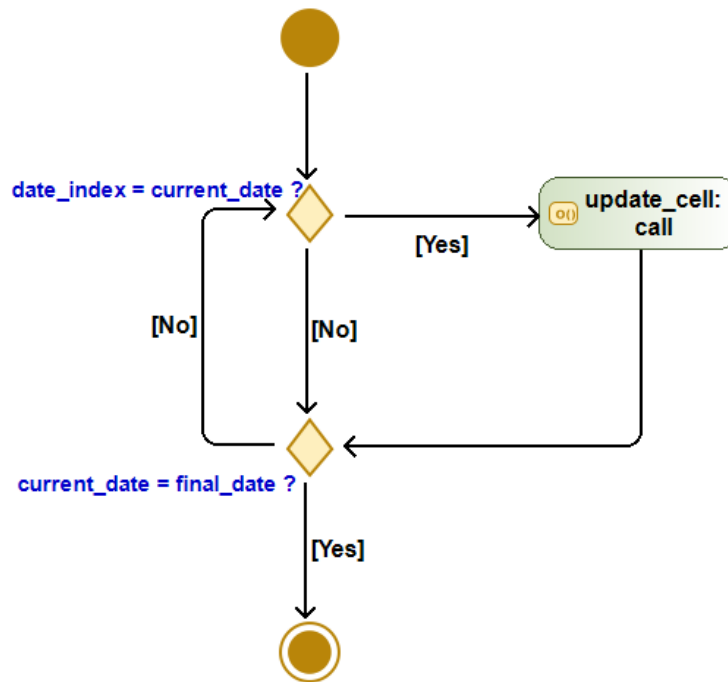 date_index = current_date ?
update_cell:
call
[Yes]
[No]
[No]
current_date = final_date ?
[Yes]